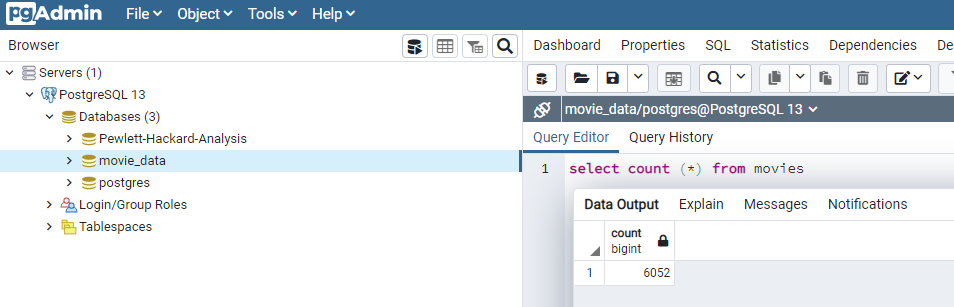 pgAdmin File Object Tools Help
Browser
Dashboard Properties SQL Statistics Dependencies De
Servers (1)
PostgreSQL 13
Databases (3)
Pewlett-Hackard-Analysis
movie_data
postgres
Login/Group Roles
Tablespaces
movie_data/postgres@PostgreSQL 13
Query Editor Query History
1 select count (*) from movies
Data Output Explain Messages Notifications
count
bigint
1 6052